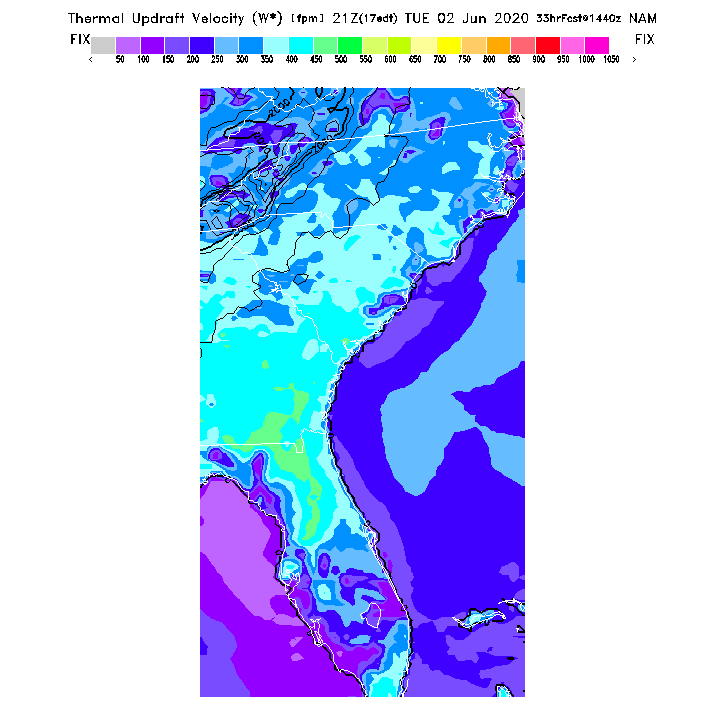 Thermal Updraft Velocity (W*) [fpm] 21Z(17edt) TUE 02 Jun 2020 33hrFcst@1440z NAM
FIX FIX
< 50 100 150 200 250 300 350 400 450 500 550 600 650 700 750 800 850 900 950 1000 1050 >